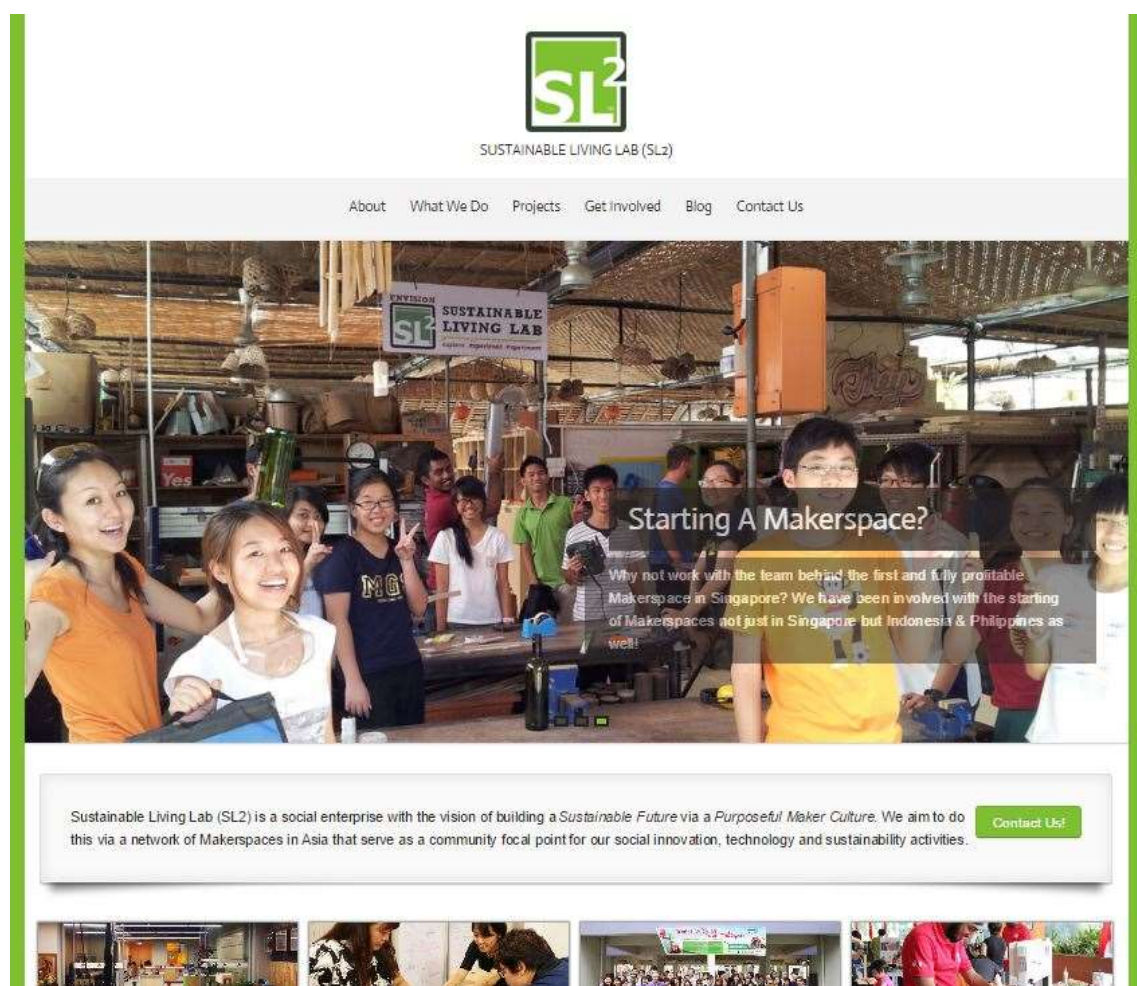 SL2
SUSTAINABLE LIVING LAB (SL2)
About What We Do Projects Get Involved Blog Contact Us
ENVISION
SL2
SUSTAINABLE
LIVING LAB
Yes
MG
Starting A Makerspace?
Why not work with the team behind the first and fully profitable
Makerspace in Singapore? We have been involved with the starting
of Makerspaces not just in Singapore but Indonesia & Philippines as
well!
Sustainable Living Lab (SL2) is a social enterprise with the vision of building a Sustainable Future via a Purposeful Maker Culture. We aim to do
this via a network of Makerspaces in Asia that serve as a community focal point for our social innovation, technology and sustainability activities.
Contact Us!